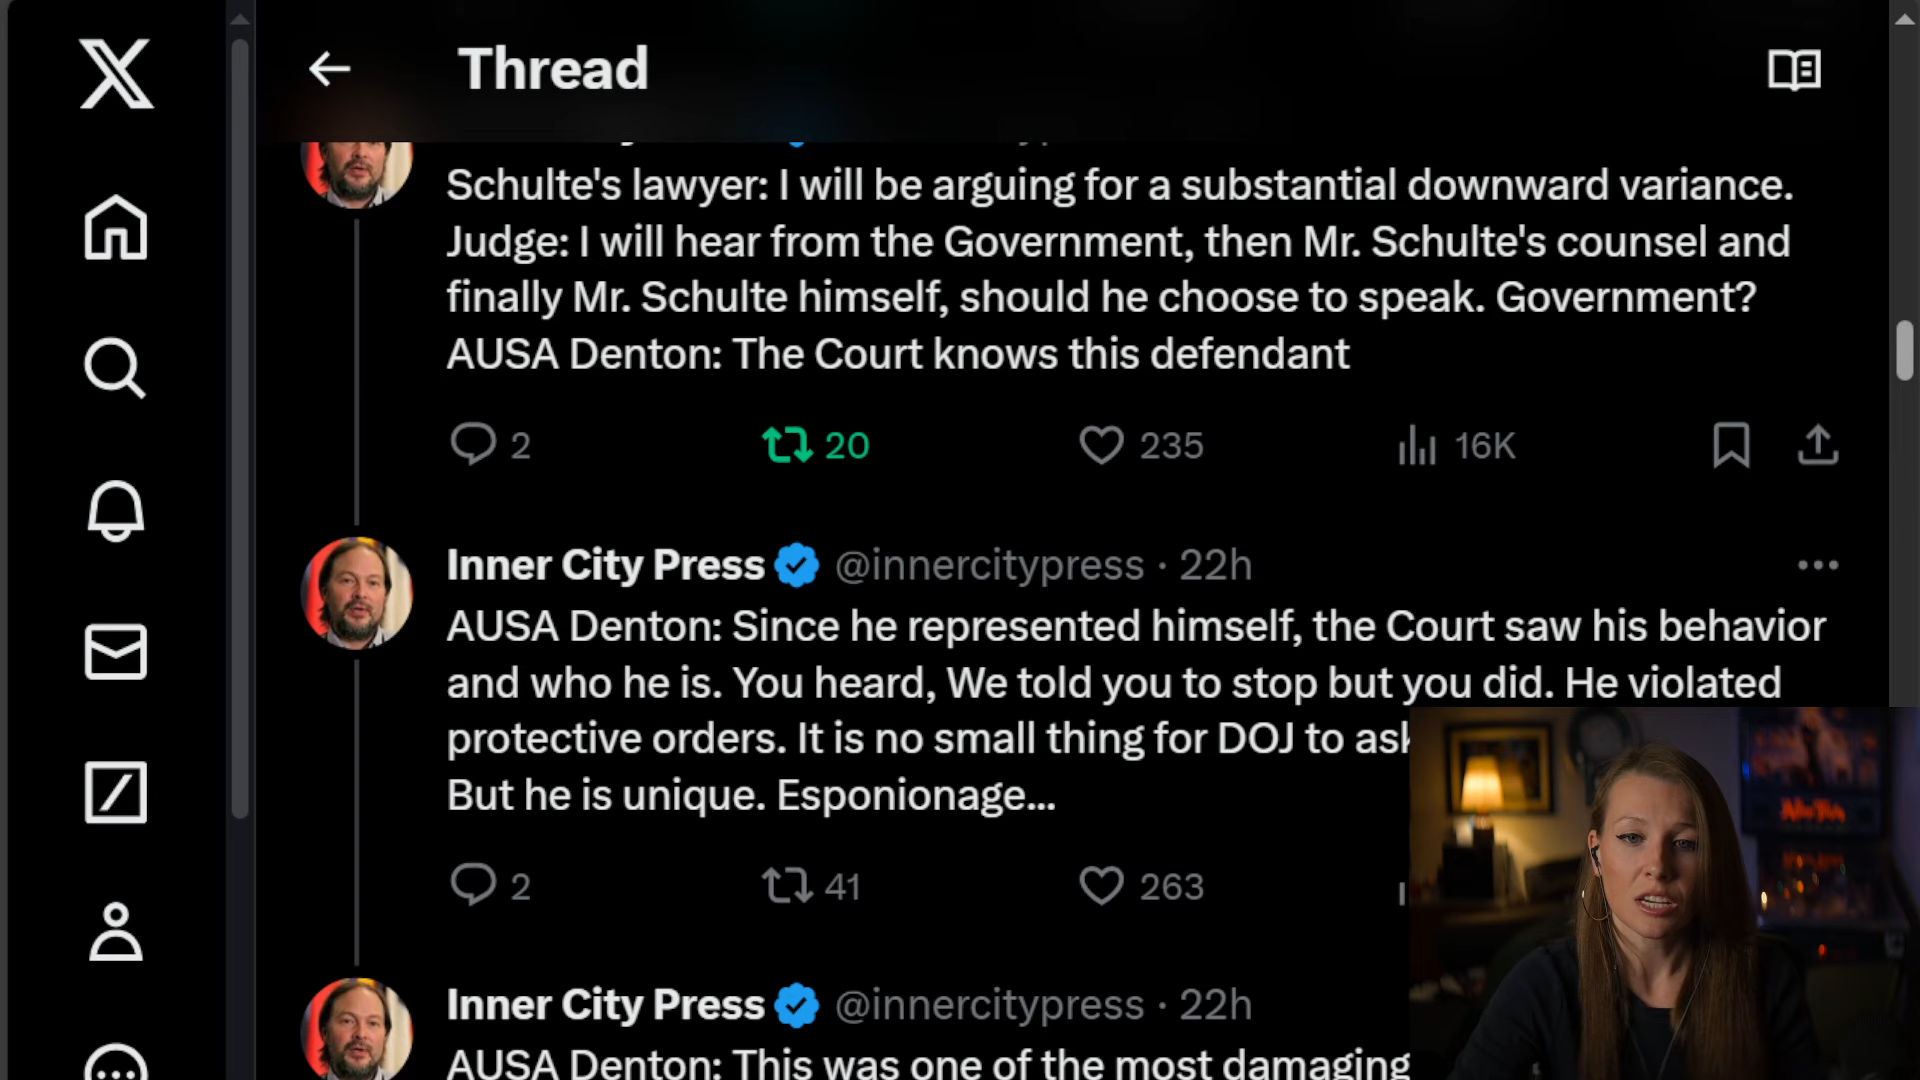 Thread
Schulte's lawyer: I will be arguing for a substantial downward variance.
Judge: I will hear from the Government, then Mr. Schulte's counsel and
finally Mr. Schulte himself, should he choose to speak. Government?
AUSA Denton: The Court knows this defendant
2 20 235 16K
Inner City Press @innercitypress · 22h
AUSA Denton: Since he represented himself, the Court saw his behavior
and who he is. You heard, We told you to stop but you did. He violated
protective orders. It is no small thing for DOJ to ask
But he is unique. Esponionage...
2 41 263
Inner City Press @innercitypress · 22h
AUSA Denton: This was one of the most damaging